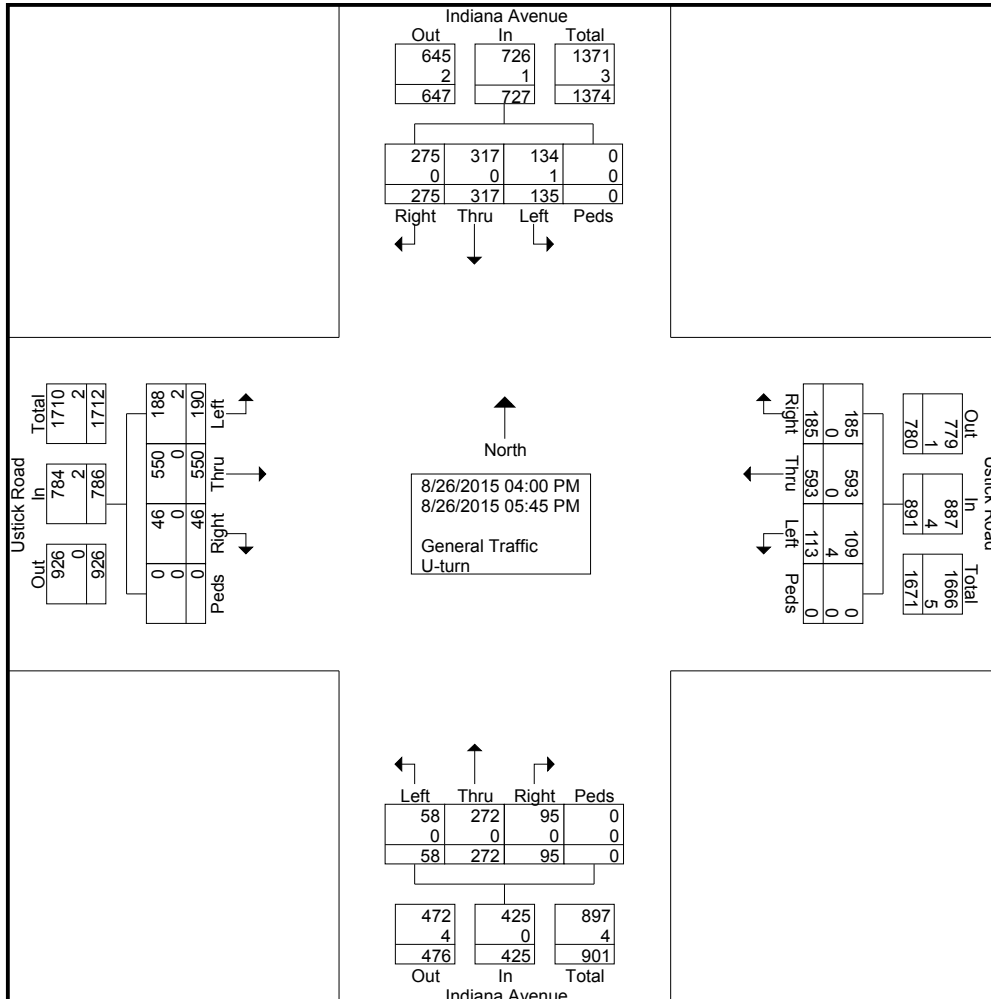 Indiana Avenue
Out In Total
645 726 1371
2 1 3
647 727 1374
275 317 134 0
0 0 1 0
275 317 135 0
Right Thru Left Peds
Ustick Road
Total In Out
1710 784 926
2 2 0
1712 786 926
188 550 46 0
2 0 0 0
190 550 46 0
Left Thru Right Peds
North
8/26/2015 04:00 PM
8/26/2015 05:45 PM
General Traffic
U-turn
Right Thru Left Peds
185 593 113 0
0 0 4 0
185 593 109 0
Out In Total
779 887 1666
1 4 5
780 891 1671
Ustick Road
Left Thru Right Peds
58 272 95 0
0 0 0 0
58 272 95 0
472 425 897
4 0 4
476 425 901
Out In Total
Indiana Avenue